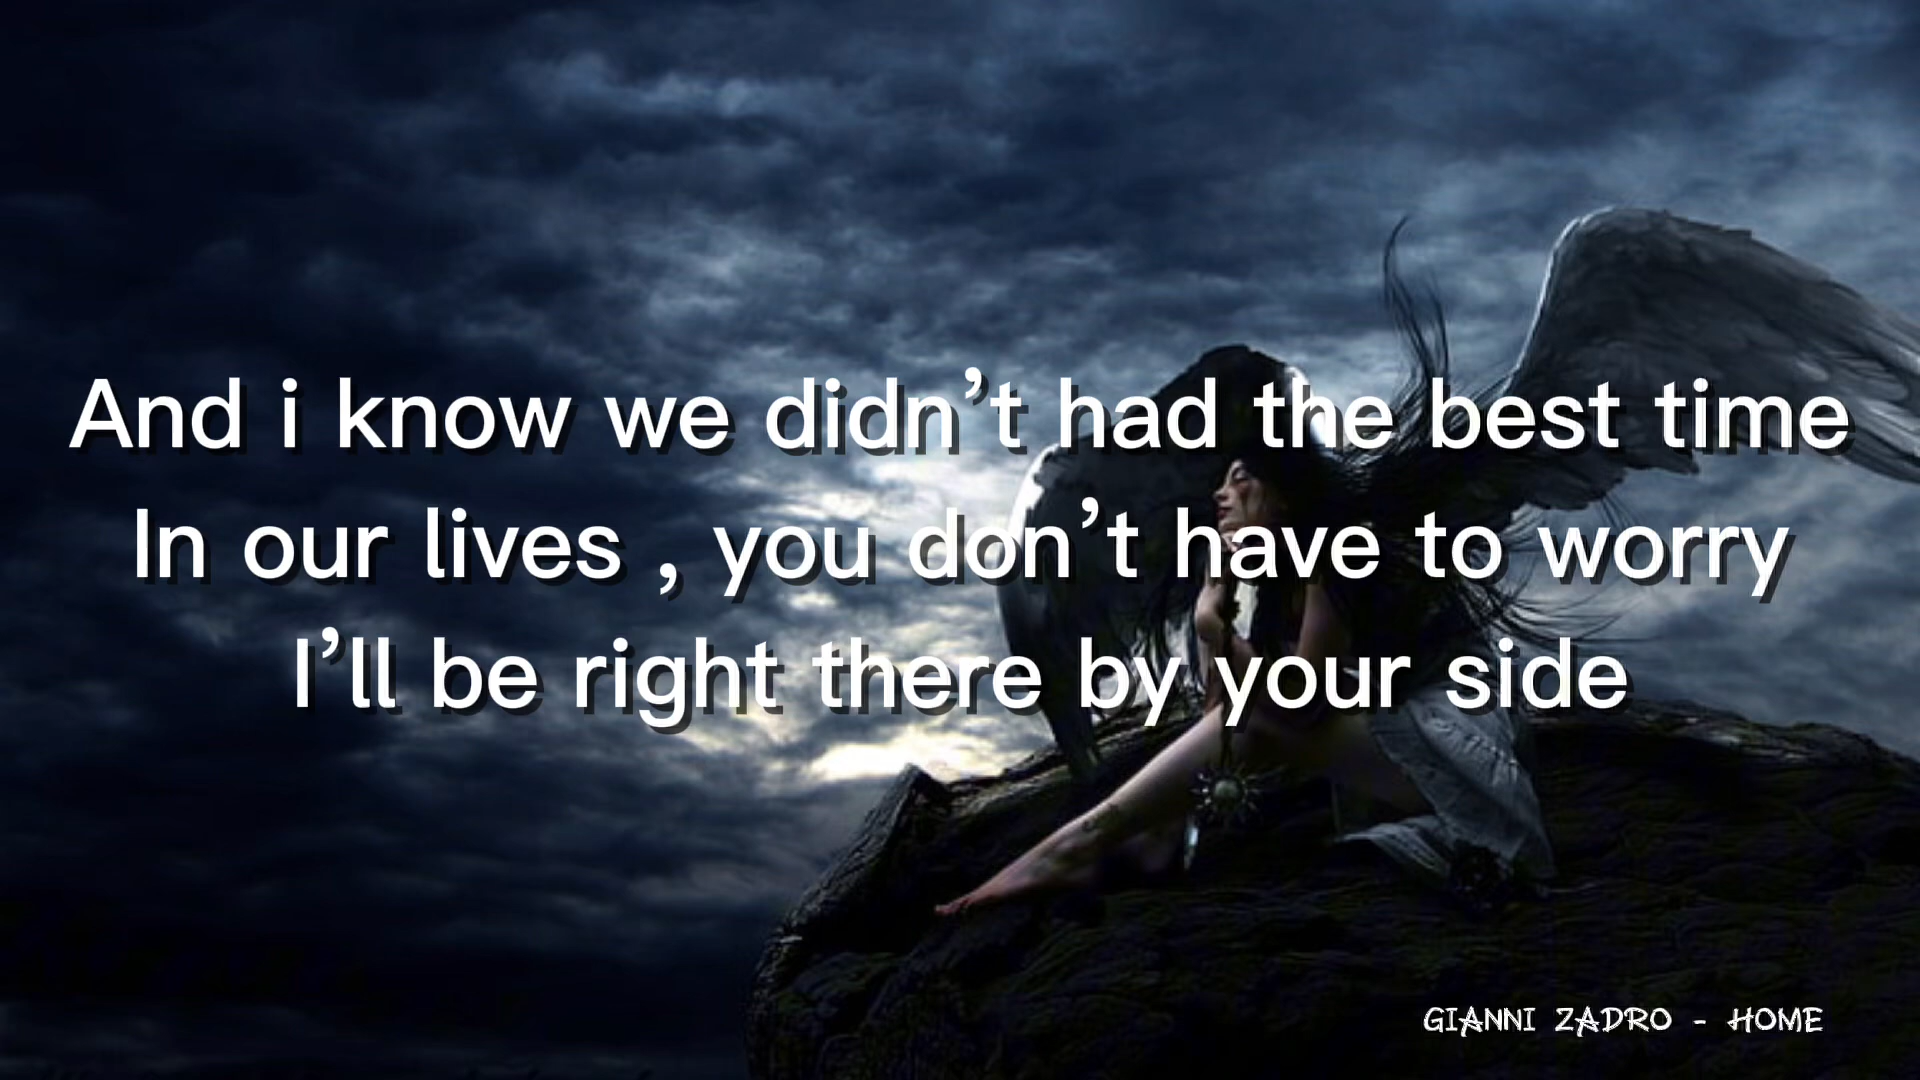 And i know we didn’t had the best time
In our lives , you don’t have to worry
I’ll be right there by your side
GIANNI ZADRO - HOME